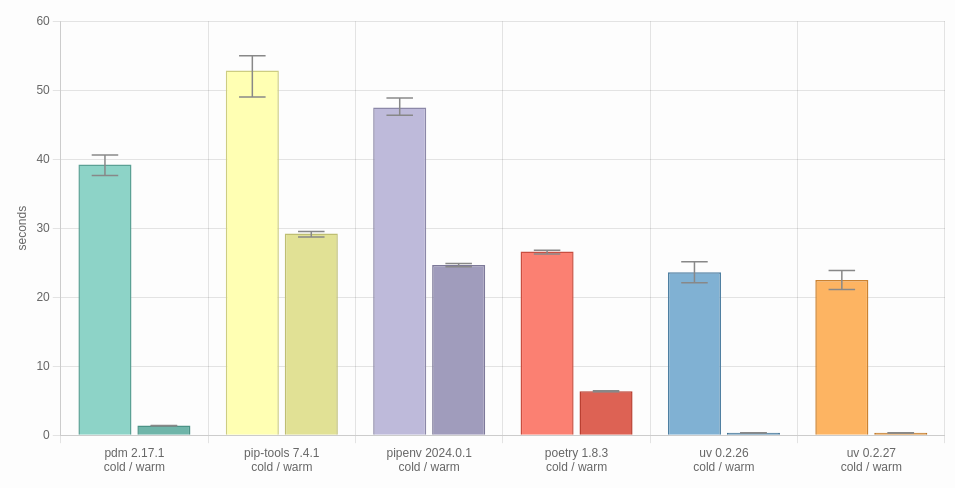 60
50
40
30
20
10
0
seconds
pdm 2.17.1
cold / warm
pip-tools 7.4.1
cold / warm
pipenv 2024.0.1
cold / warm
poetry 1.8.3
cold / warm
uv 0.2.26
cold / warm
uv 0.2.27
cold / warm